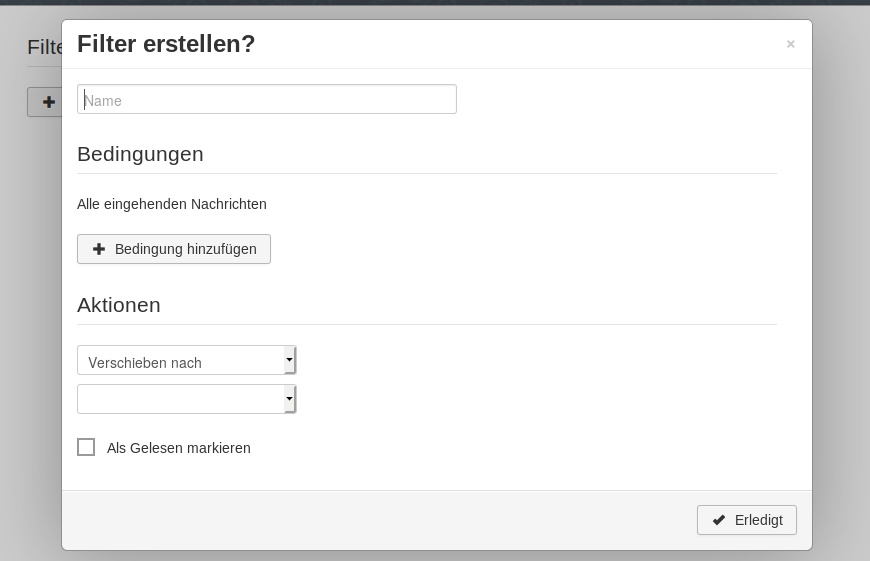 Filter erstellen?
×
Filte
Name
Bedingungen
Alle eingehenden Nachrichten
Bedingung hinzufügen
Aktionen
Verschieben nach
Als Gelesen markieren
Erledigt